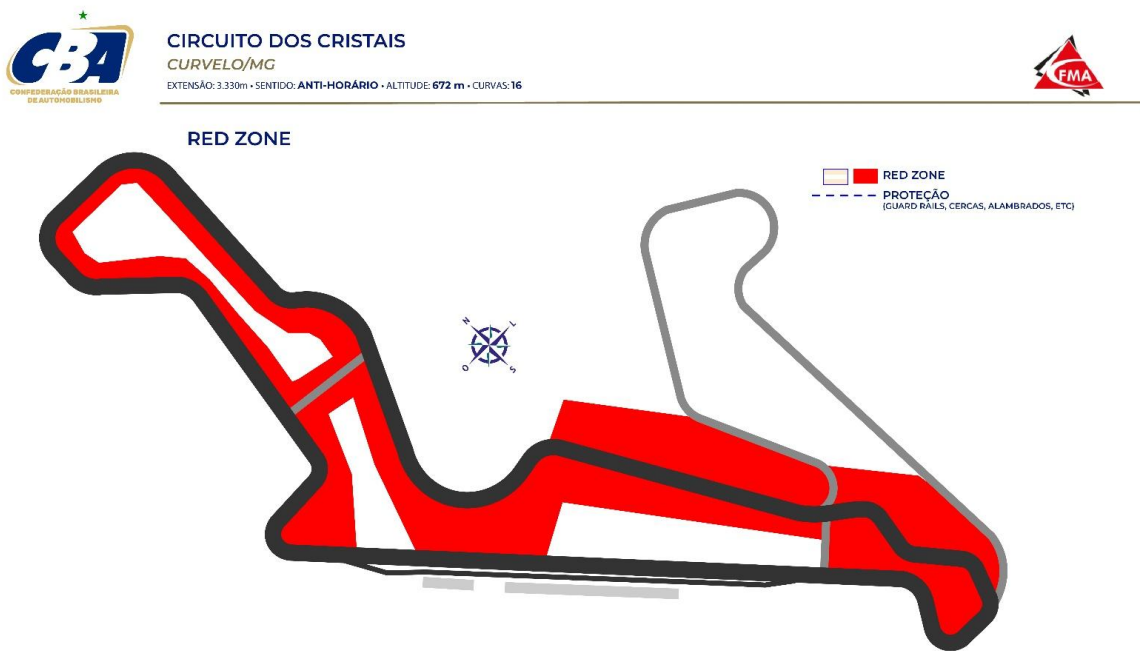 CBA
CONFEDERAÇÃO BRASILEIRA
DE AUTOMOBILISMO
CIRCUITO DOS CRISTAIS
CURVELO/MG
EXTENSÃO: 3.330m • SENTIDO: ANTI-HORÁRIO • ALTITUDE: 672 m • CURVAS: 16
FMA
RED ZONE
RED ZONE
PROTEÇÃO
(GUARD RAILS, CERCAS, ALAMBRADOS, ETC)
N L
O S